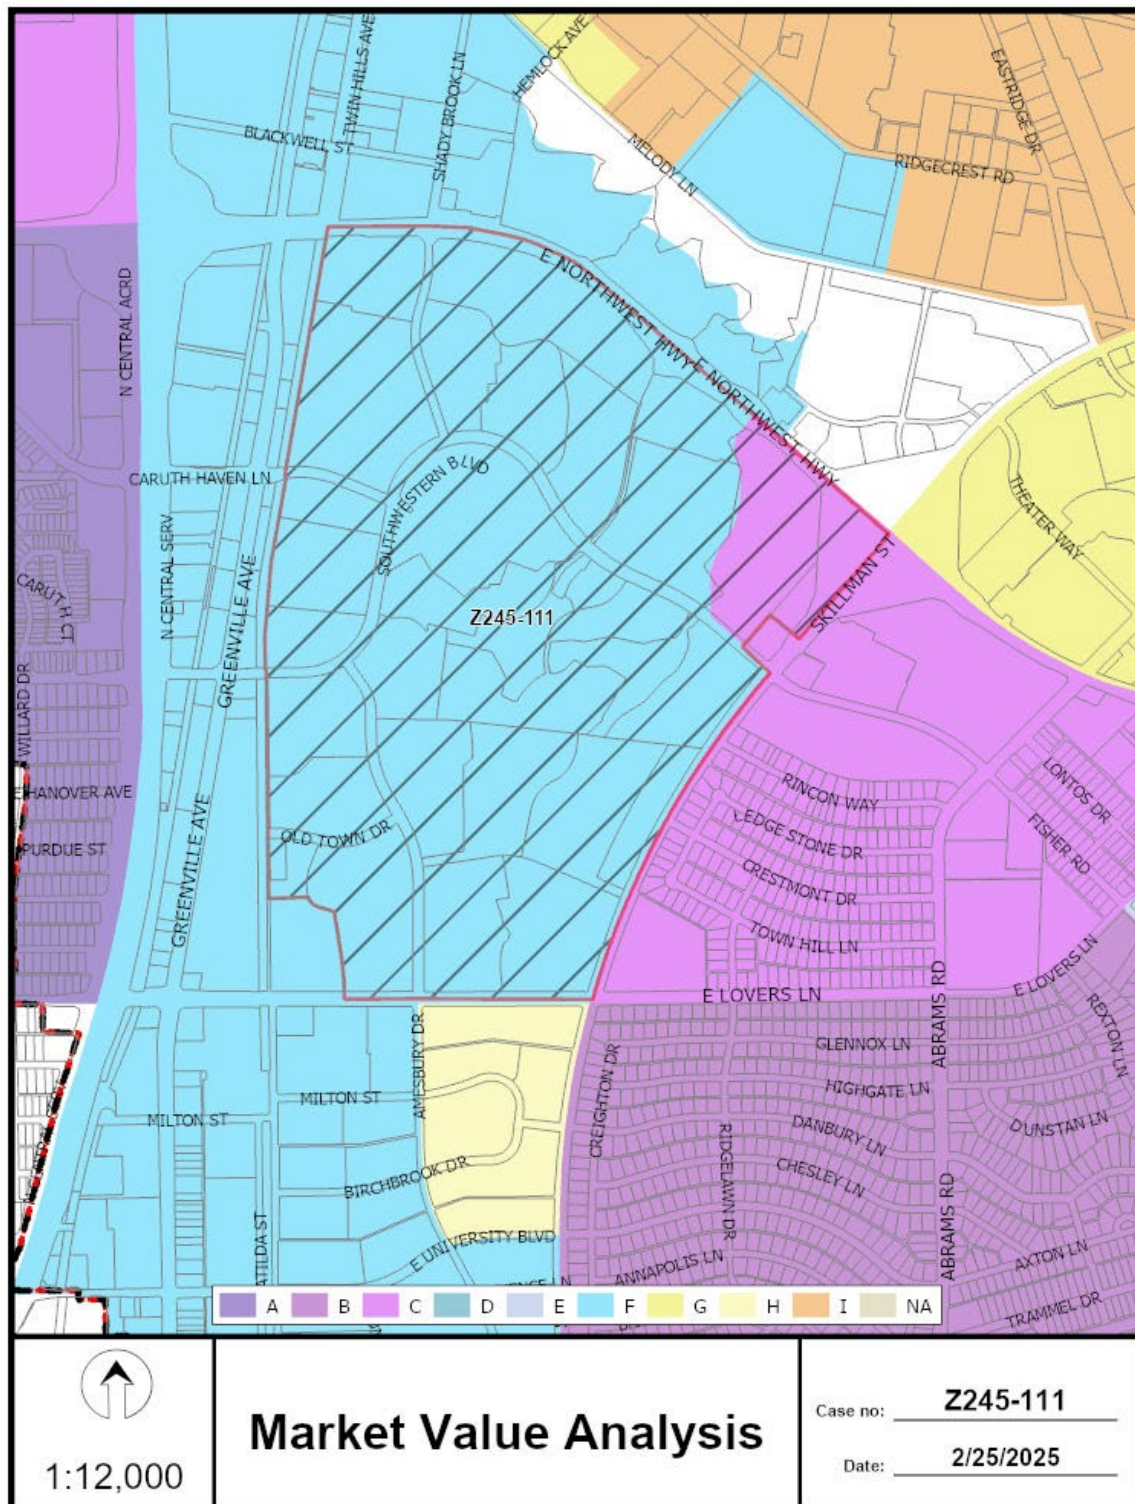 TWIN HILLS AVE
HEMLOCK AVE
EASTRIDGE DR
SHADY BROOK LN
BLACKWELL ST
MELODY LN
RIDGECREST RD
E NORTHWEST HWY
E NORTHWEST HWY
N CENTRAL ACRD
CARUTH HAVEN LN
SOUTHWESTERN BLVD
THEATER WAY
N CENTRAL SERV
GREENVILLE AVE
SKILLMAN ST
CARUTH CT
Z245-111
WILLARD DR
HANOVER AVE
RINCON WAY
LONTOS DR
LEDGE STONE DR
FISHER RD
PURDUE ST
OLD TOWN DR
GREENVILLE AVE
CRESTMONT DR
TOWN HILL LN
E LOVERS LN
E LOVERS LN
ABRAMS RD
REXTON LN
GLENNOX LN
AMESBURY DR
CREIGHTON DR
HIGHGATE LN
MILTON ST
MILTON ST
DANBURY LN
DUNSTAN LN
RIDGELAWN DR
CHESLEY LN
BIRCHBROOK DR
ABRAMS RD
E UNIVERSITY BLVD
ANNAPOLIS LN
AXTON LN
TRAMMEL DR
A B C D E F G H I NA
1:12,000
Market Value Analysis
Case no: Z245-111
Date: 2/25/2025